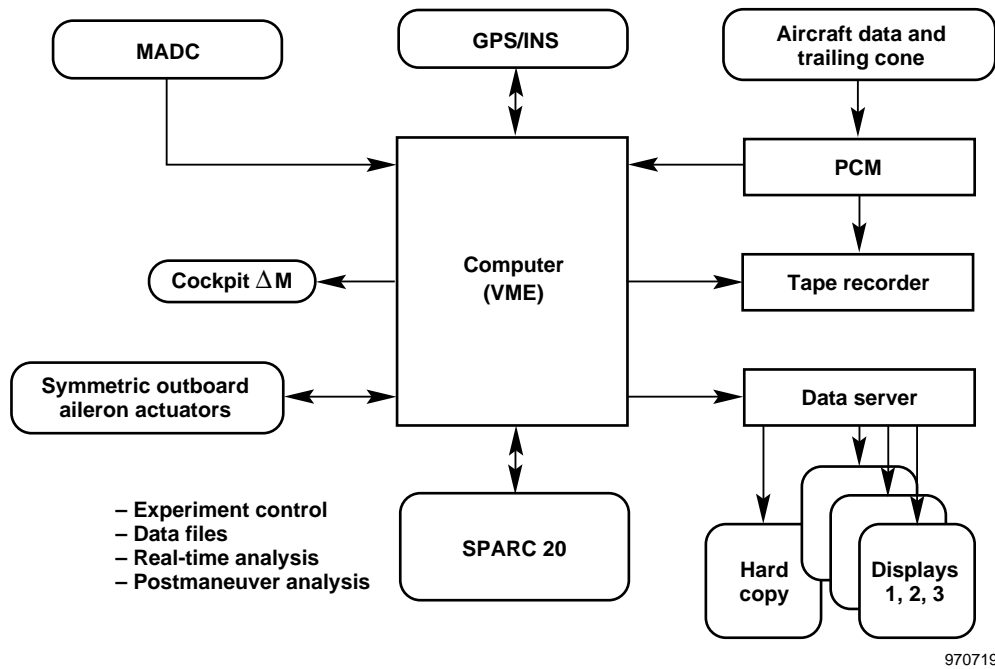 MADC
GPS/INS
Aircraft data and
trailing cone
PCM
Cockpit ΔM
Computer
(VME)
Tape recorder
Symmetric outboard
aileron actuators
Data server
– Experiment control
– Data files
– Real-time analysis
– Postmaneuver analysis
SPARC 20
Hard
copy
Displays
1, 2, 3
970719